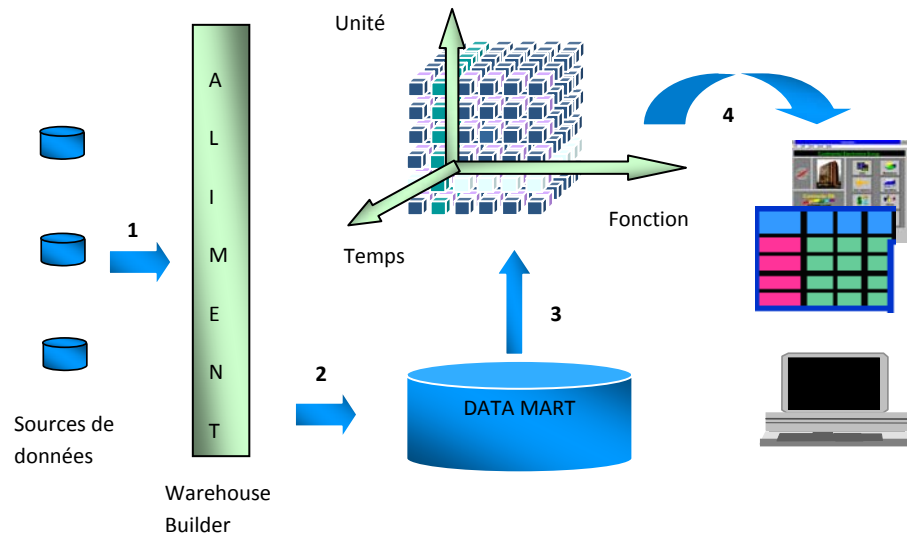 Unité
A
L
I
M
E
N
T
1
4
Fonction
Temps
3
2
DATA MART
Sources de
données
Warehouse
Builder